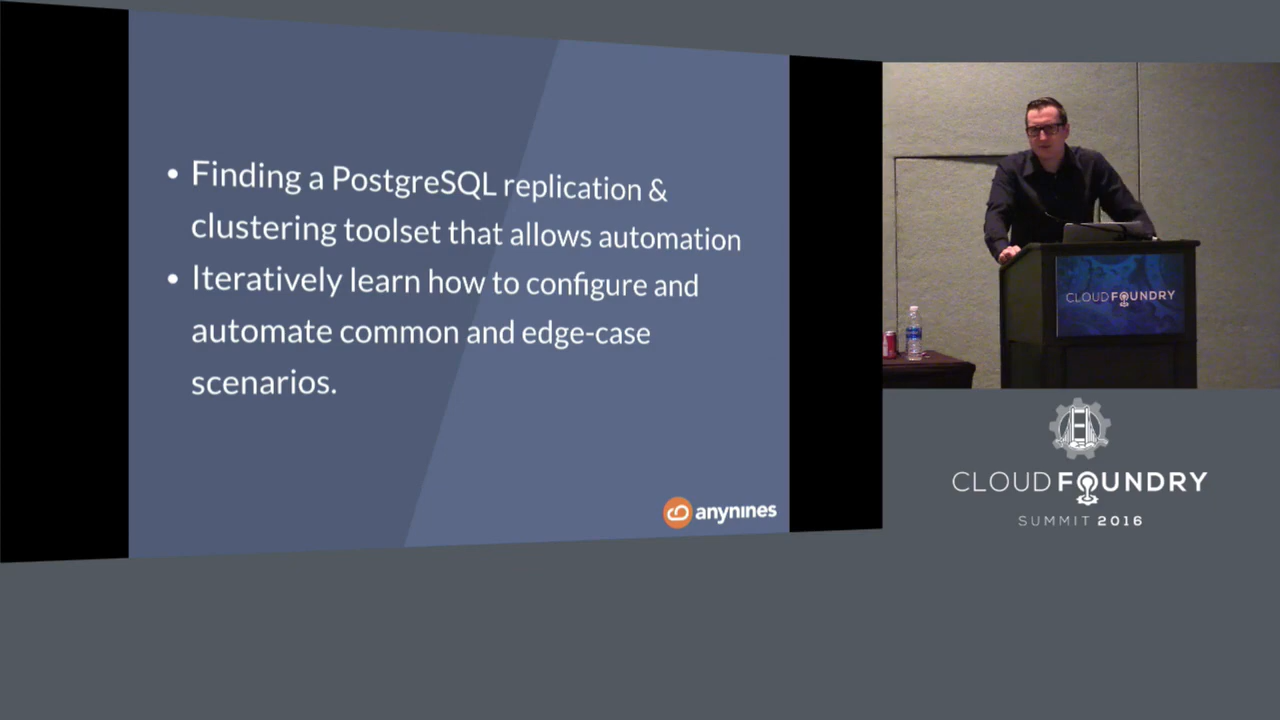 • Finding a PostgreSQL replication &
clustering toolset that allows automation
• Iteratively learn how to configure and
automate common and edge-case
scenarios.
anynines
CLOUD FOUNDRY
CLOUD FOUNDRY
SUMMIT 2016